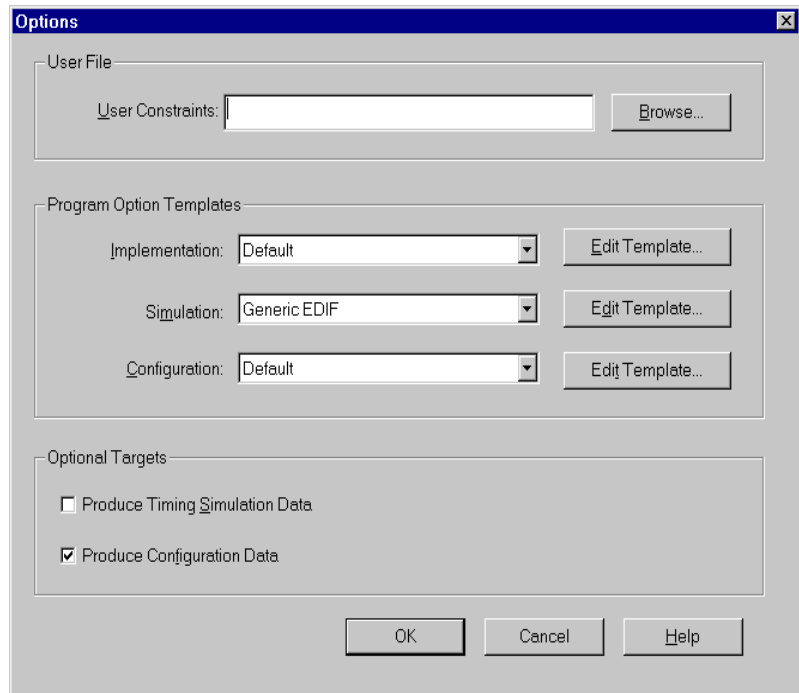 Options
User File
User Constraints:
Browse...
Program Option Templates
Implementation: Default Edit Template...
Simulation: Generic EDIF Edit Template...
Configuration: Default Edit Template...
Optional Targets
Produce Timing Simulation Data
Produce Configuration Data
OK Cancel Help